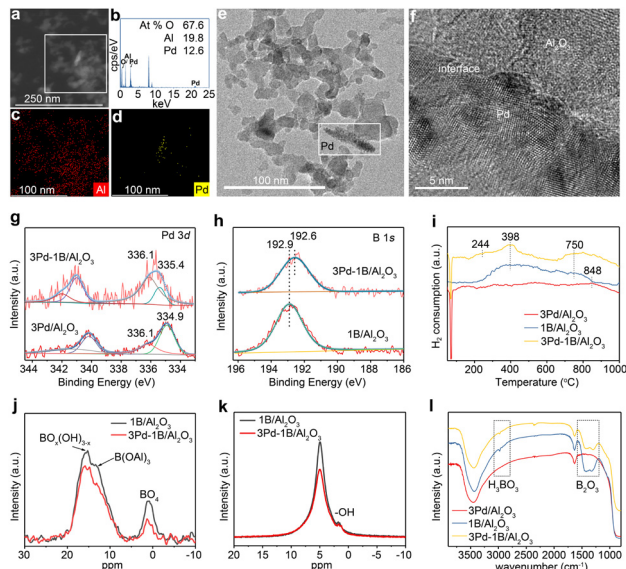 a
250 nm
b
At % O 67.6
Al 19.8
Pd 12.6
cps/eV
O Al Pd
Pd
0 5 10 15 20 25
keV
c
100 nm
Al
d
100 nm
Pd
e
Pd
100 nm
f
interface
Pd
5 nm
g
Pd 3d
3Pd-1B/Al2O3
336.1
335.4
3Pd/Al2O3
336.1
334.9
Intensity (a.u.)
344 342 340 338 336 334
Binding Energy (eV)
h
B 1s
192.9
192.6
3Pd-1B/Al2O3
1B/Al2O3
Intensity (a.u.)
196 194 192 190 188 186
Binding Energy (eV)
i
244
398
750
848
3Pd/Al2O3
1B/Al2O3
3Pd-1B/Al2O3
H2 consumption (a.u.)
200 400 600 800 1000
Temperature (°C)
j
1B/Al2O3
3Pd-1B/Al2O3
BOx(OH)3-x
B(OAl)3
BO4
Intensity (a.u.)
30 20 10 0 -10
ppm
k
1B/Al2O3
3Pd-1B/Al2O3
-OH
Intensity (a.u.)
20 15 10 5 0 -5 -10
ppm
l
H3BO3
B2O3
3Pd/Al2O3
1B/Al2O3
3Pd-1B/Al2O3
Intensity (a.u.)
3500 3000 2500 2000 1500 1000
wavenumber (cm-1)